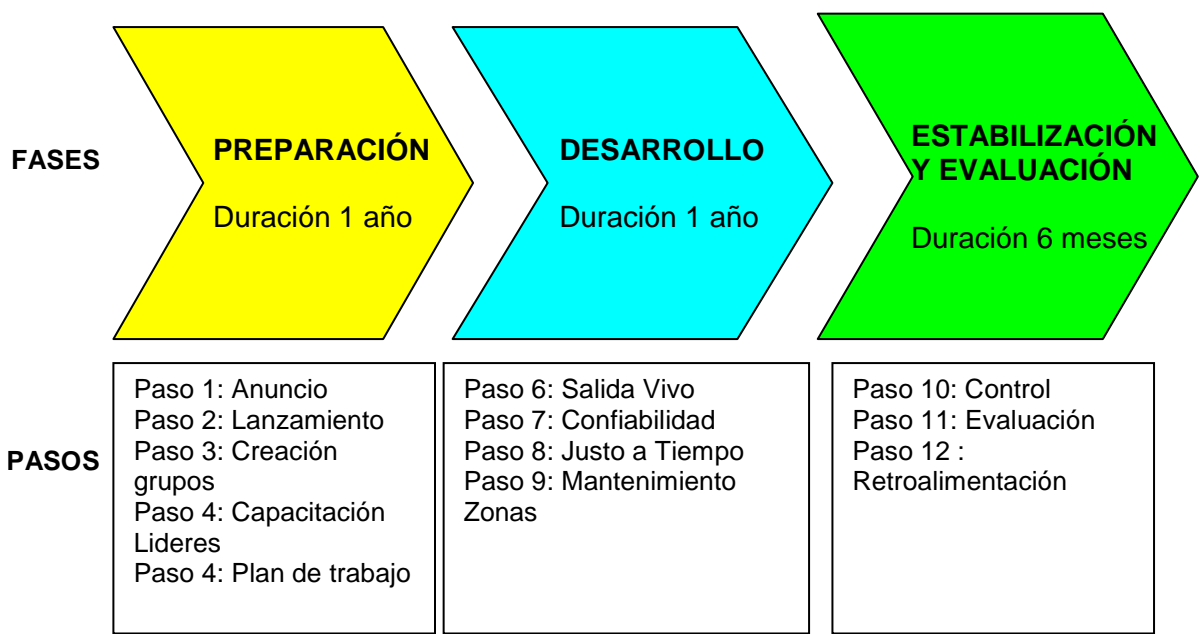 FASES
PREPARACIÓN
Duración 1 año
DESARROLLO
Duración 1 año
ESTABILIZACIÓN
Y EVALUACIÓN
Duración 6 meses
PASOS
Paso 1: Anuncio
Paso 2: Lanzamiento
Paso 3: Creación
grupos
Paso 4: Capacitación
Lideres
Paso 4: Plan de trabajo
Paso 6: Salida Vivo
Paso 7: Confiabilidad
Paso 8: Justo a Tiempo
Paso 9: Mantenimiento
Zonas
Paso 10: Control
Paso 11: Evaluación
Paso 12 :
Retroalimentación